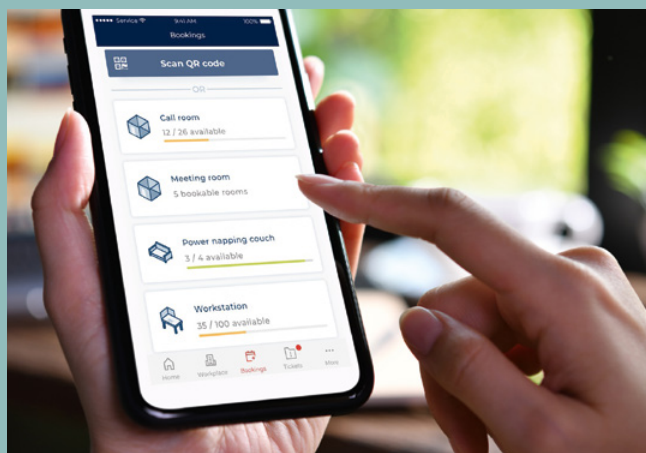 Service 9:41 AM 100%
Bookings
Scan QR code
OR
Call room
12 / 26 available
Meeting room
5 bookable rooms
Power napping couch
3 / 4 available
Workstation
35 / 100 available
Home Workplace Bookings Tickets More